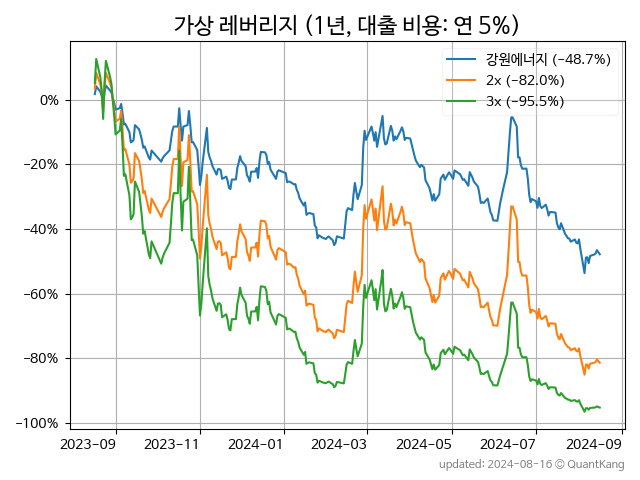 가상 레버리지 (1년, 대출 비용: 연 5%)
강원에너지 (−48.7%)
2x (−82.0%)
3x (−95.5%)
0%
−20%
−40%
−60%
−80%
−100%
2023-09 2023-11 2024-01 2024-03 2024-05 2024-07 2024-09
updated: 2024-08-16 © QuantKang